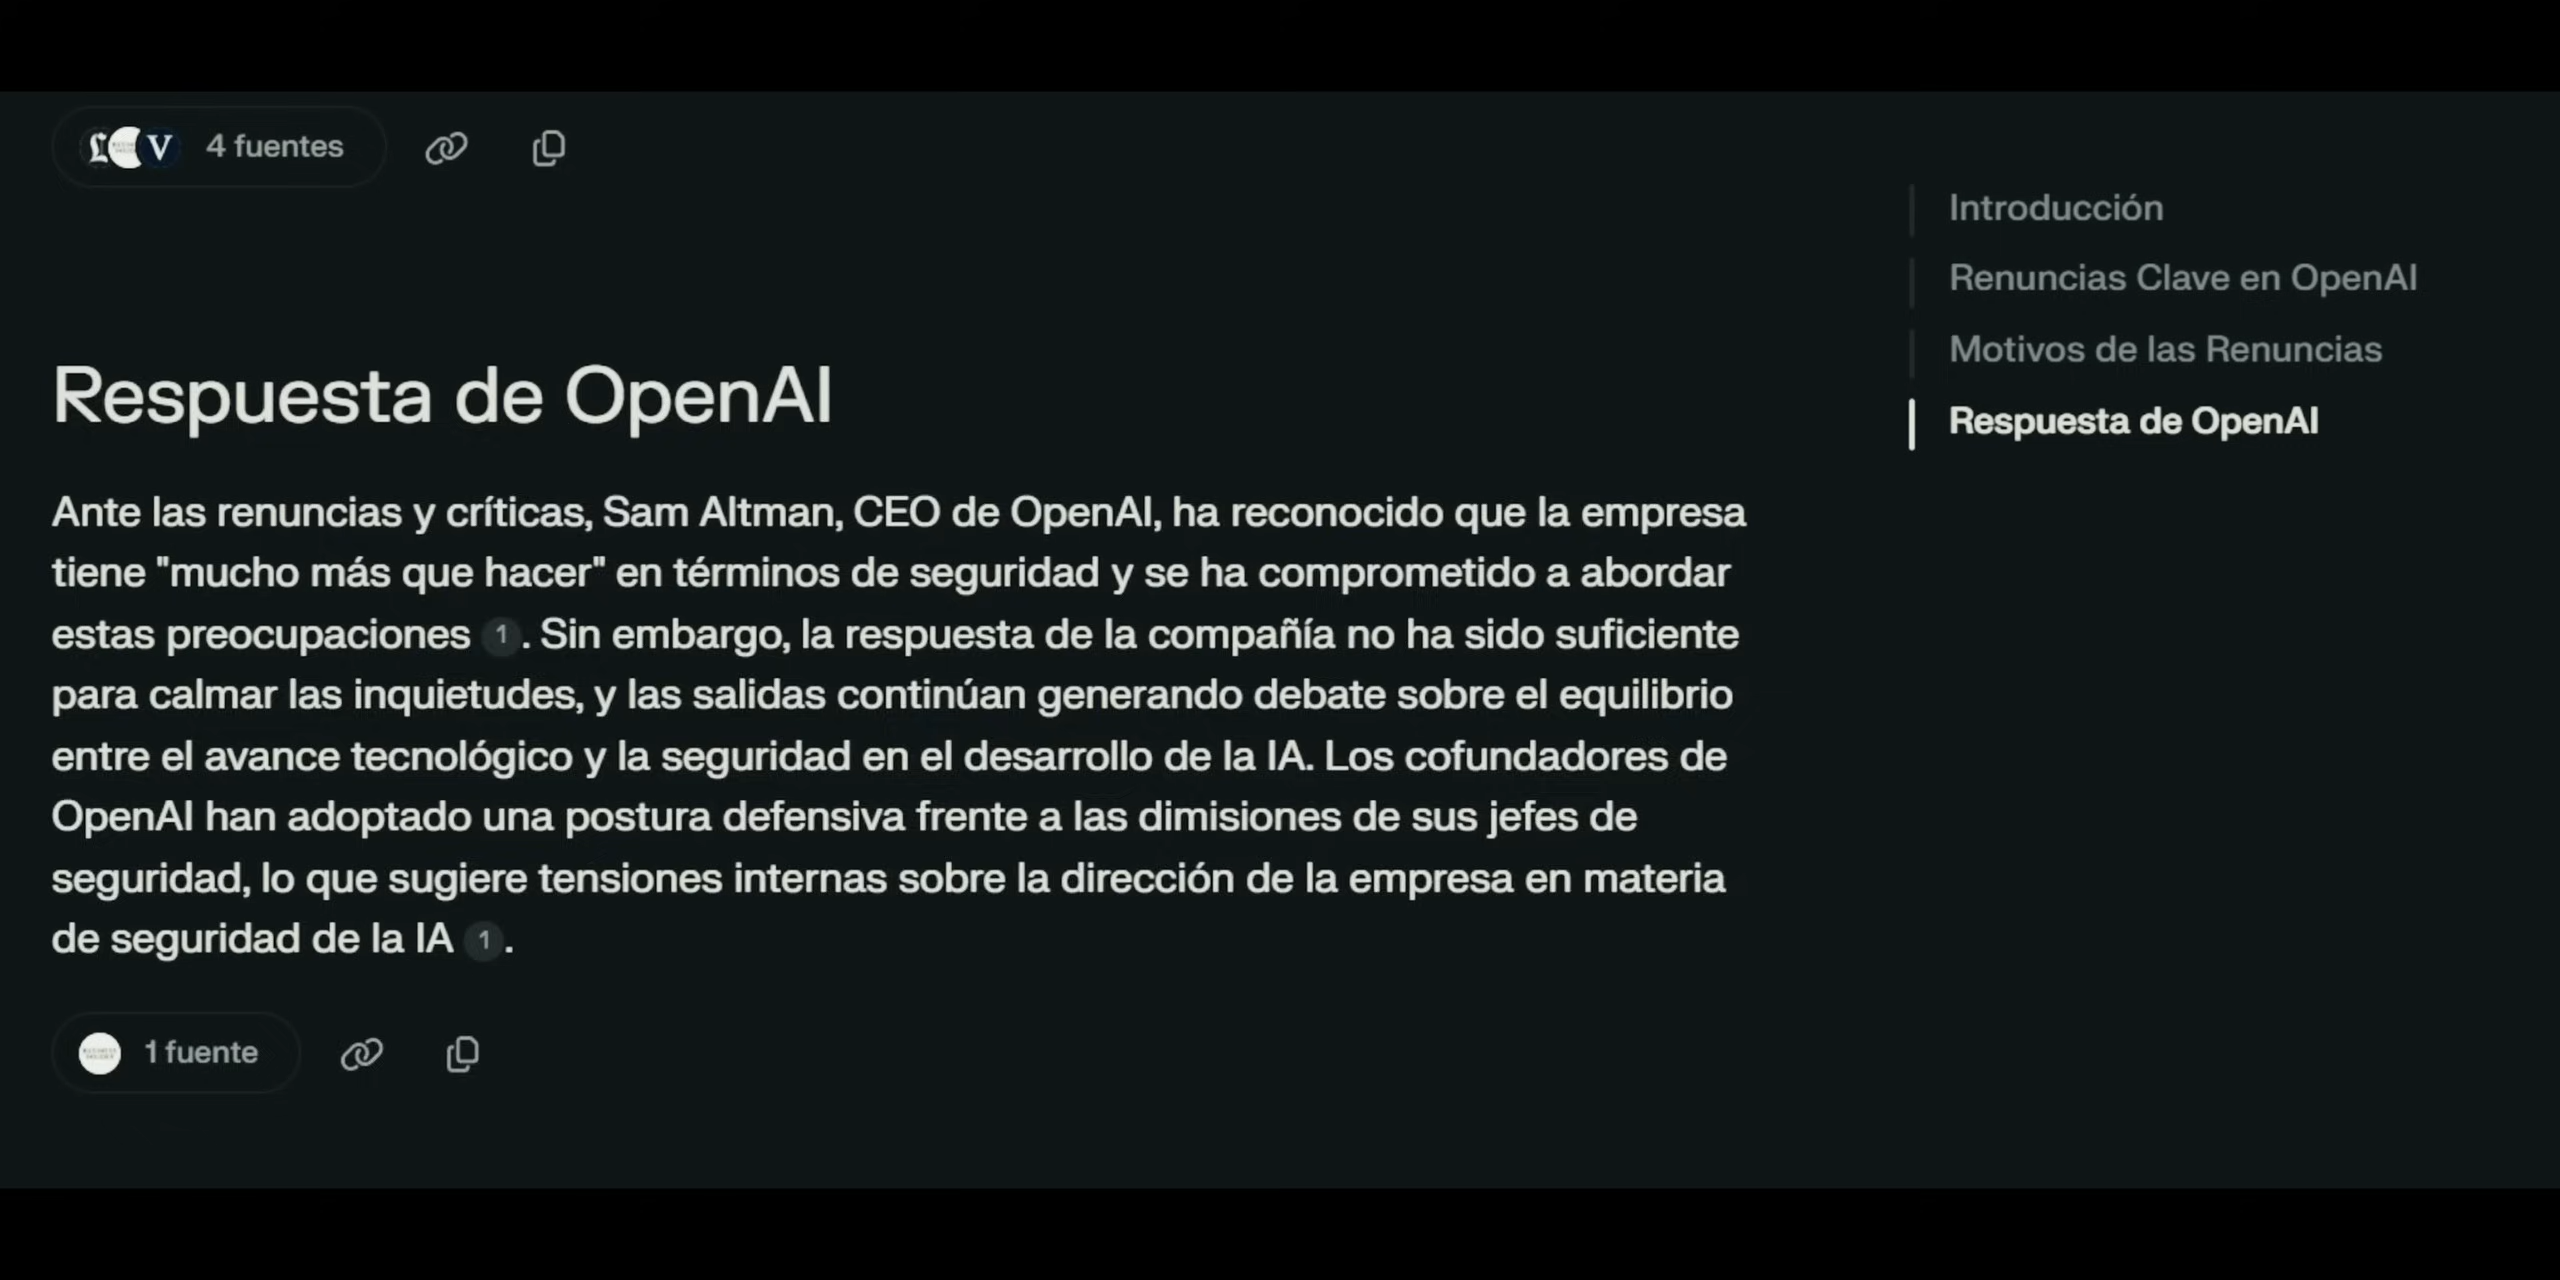 4 fuentes
Introducción
Renuncias Clave en OpenAI
Motivos de las Renuncias
Respuesta de OpenAI
Respuesta de OpenAI
Ante las renuncias y críticas, Sam Altman, CEO de OpenAI, ha reconocido que la empresa
tiene "mucho más que hacer" en términos de seguridad y se ha comprometido a abordar
estas preocupaciones 1. Sin embargo, la respuesta de la compañía no ha sido suficiente
para calmar las inquietudes, y las salidas continúan generando debate sobre el equilibrio
entre el avance tecnológico y la seguridad en el desarrollo de la IA. Los cofundadores de
OpenAI han adoptado una postura defensiva frente a las dimisiones de sus jefes de
seguridad, lo que sugiere tensiones internas sobre la dirección de la empresa en materia
de seguridad de la IA 1.
1 fuente